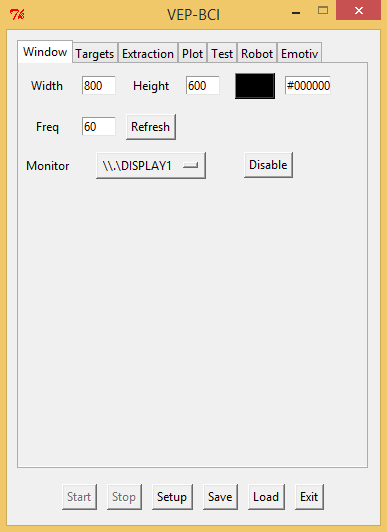 VEP-BCI
Window Targets Extraction Plot Test Robot Emotiv
Width 800 Height 600 #000000
Freq 60 Refresh
Monitor \\.\DISPLAY1 Disable
Start Stop Setup Save Load Exit